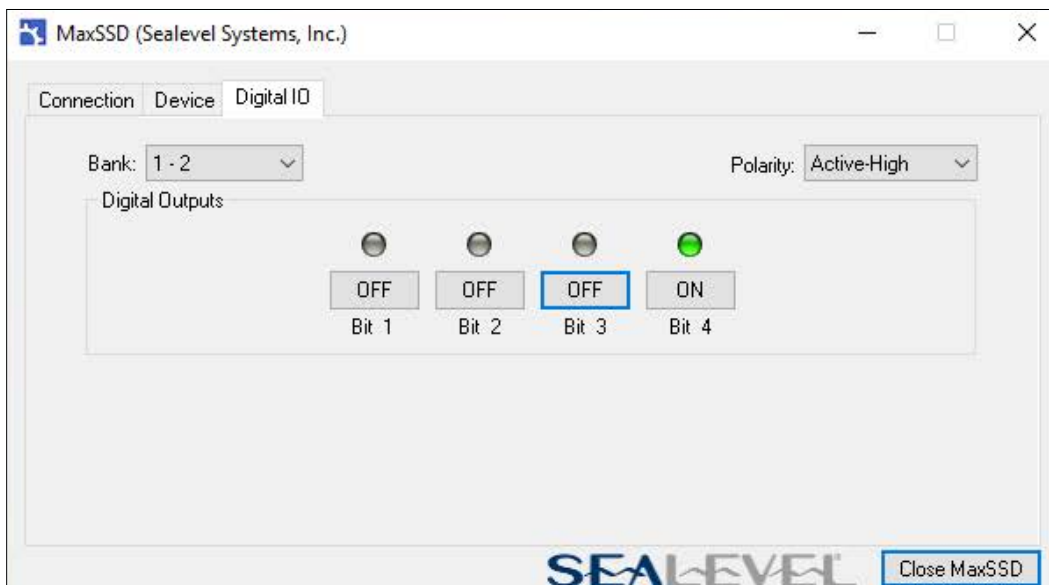 MaxSSD (Sealevel Systems, Inc.)
Connection Device Digital IO
Bank: 1 - 2 Polarity: Active-High
Digital Outputs
OFF OFF OFF ON
Bit 1 Bit 2 Bit 3 Bit 4
SEALEVEL Close MaxSSD